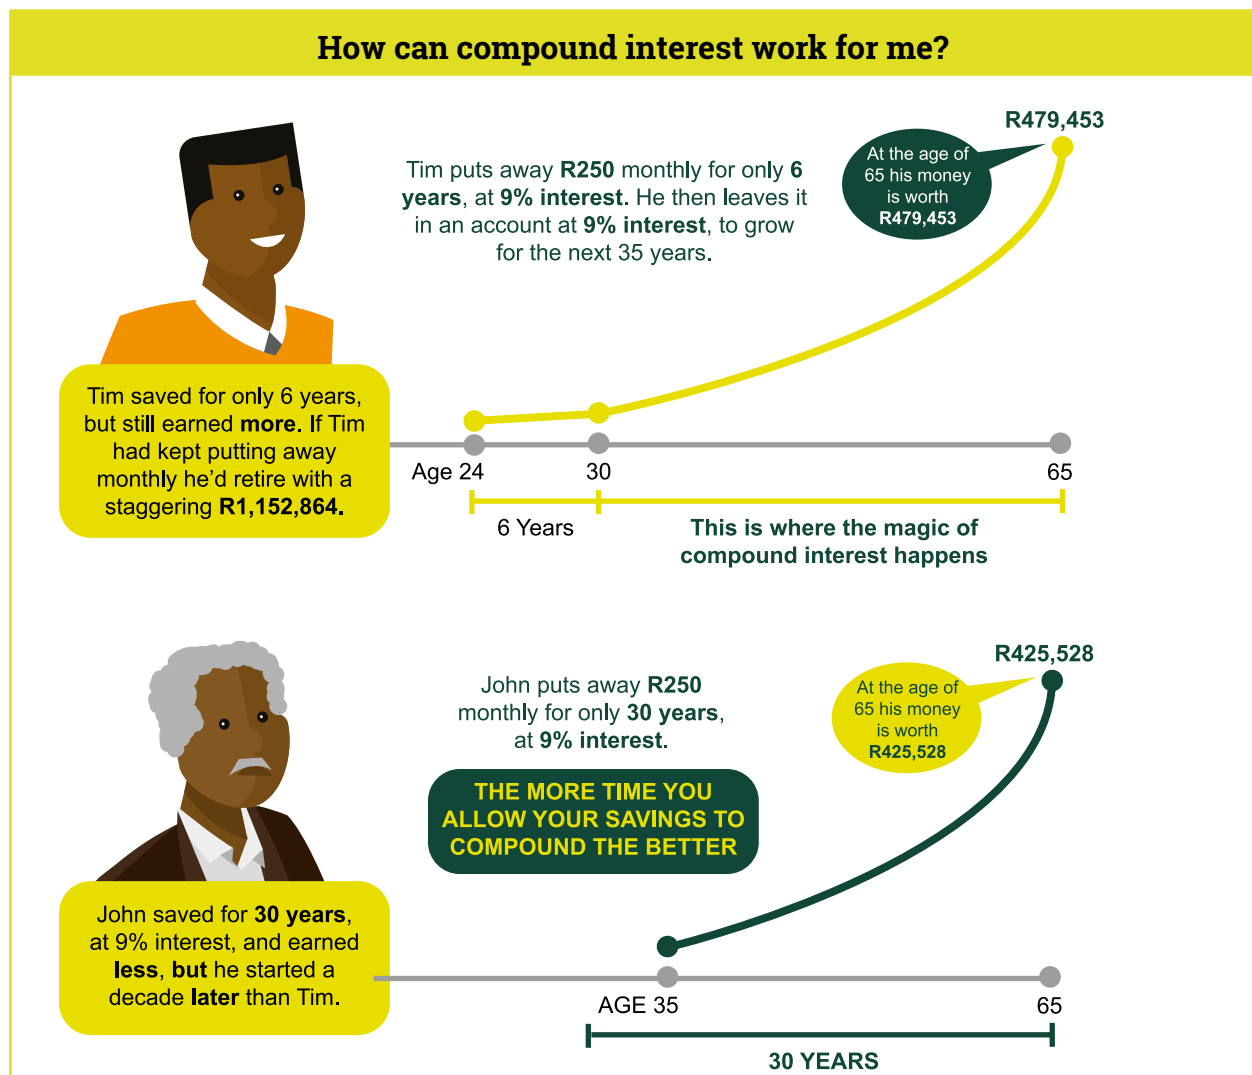 How can compound interest work for me?
Tim puts away R250 monthly for only 6
years, at 9% interest. He then leaves it
in an account at 9% interest, to grow
for the next 35 years.
R479,453
At the age of
65 his money
is worth
R479,453
Tim saved for only 6 years,
but still earned more. If Tim
had kept putting away
monthly he’d retire with a
staggering R1,152,864.
Age 24
30
65
6 Years
This is where the magic of
compound interest happens
John puts away R250
monthly for only 30 years,
at 9% interest.
THE MORE TIME YOU
ALLOW YOUR SAVINGS TO
COMPOUND THE BETTER
R425,528
At the age of
65 his money
is worth
R425,528
John saved for 30 years,
at 9% interest, and earned
less, but he started a
decade later than Tim.
AGE 35
65
30 YEARS